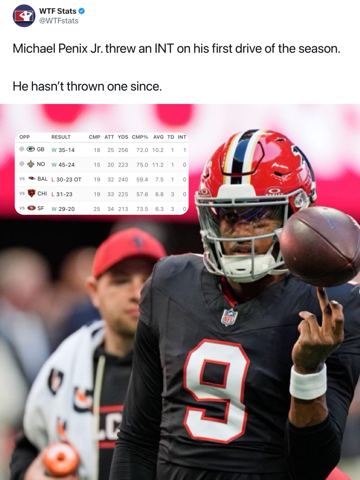 WTF Stats
@WTFstats
Michael Penix Jr. threw an INT on his first drive of the season.
He hasn't thrown one since.
OPP RESULT CMP ATT YDS CMP% AVG TD INT
@ GB W 35-14 18 25 256 72.0 10.2 1 1
@ NO W 45-24 15 20 223 75.0 11.2 1 0
vs BAL L 30-23 OT 19 32 240 59.4 7.5 1 0
vs CHI L 31-23 19 33 225 57.6 6.8 3 0
vs SF W 29-20 25 34 213 73.5 6.3 3 0
9